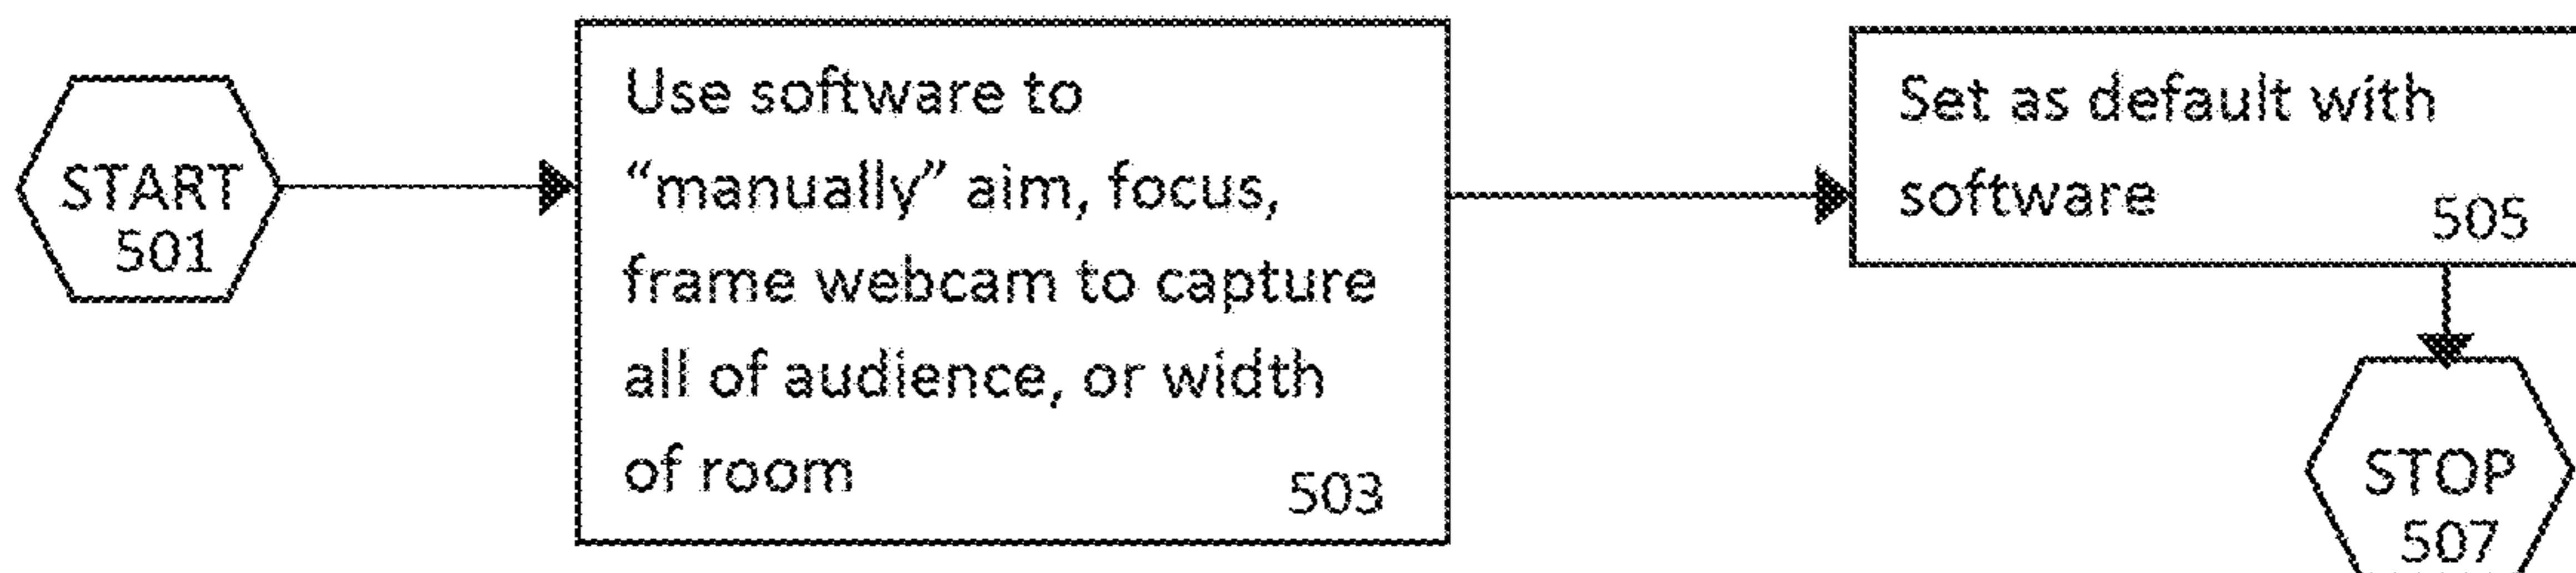 START
501
Use software to
“manually” aim, focus,
frame webcam to capture
all of audience, or width
of room
503
Set as default with
software
505
STOP
507